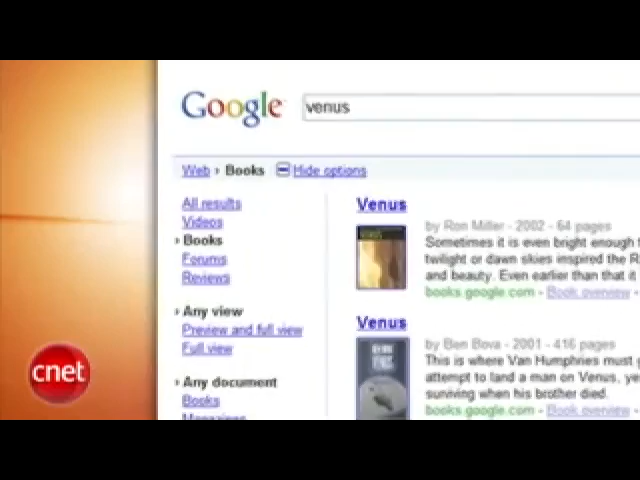 Google venus
Web › Books Hide options
All results
Videos
› Books
Forums
Reviews
› Any view
Preview and full view
Full view
› Any document
Books
Magazines
Venus
by Ron Miller - 2002 - 64 pages
Sometimes it is even bright enough t
twilight or dawn skies inspired the R
and beauty. Even earlier than that it
books.google.com - Book overview -
Venus
by Ben Bova - 2001 - 416 pages
This is where Van Humphries must g
attempt to land a man on Venus, ye
surviving when his brother died.
books.google.com - Book overview -
cnet